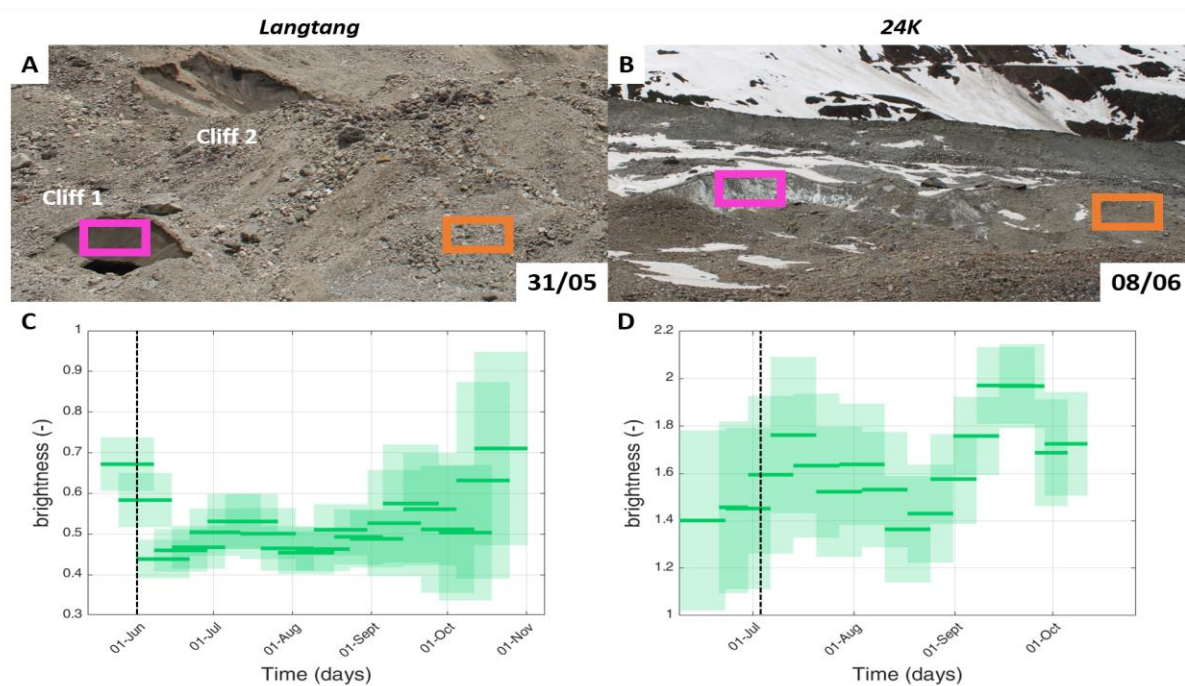 Langtang
24K
A
Cliff 2
Cliff 1
31/05
B
08/06
C
1
0.9
0.8
0.7
0.6
0.5
0.4
0.3
brightness (-)
01-Jun
01-Jul
01-Aug
01-Sept
01-Oct
01-Nov
Time (days)
D
2.2
2
1.8
1.6
1.4
1.2
1
brightness (-)
01-Jul
01-Aug
01-Sept
01-Oct
Time (days)